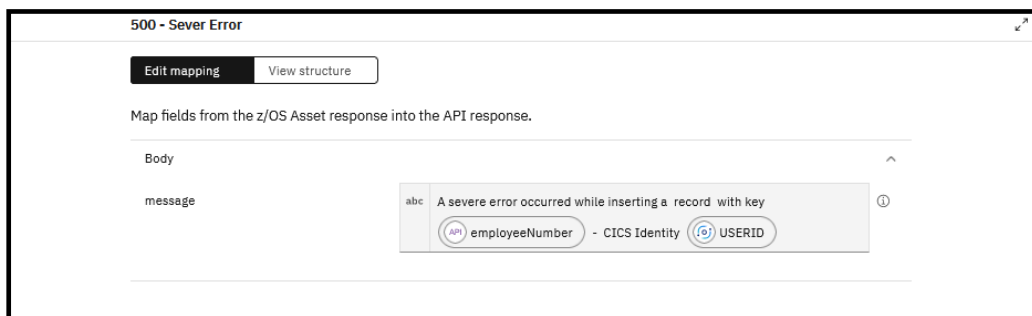 500 - Sever Error
Edit mapping View structure
Map fields from the z/OS Asset response into the API response.
Body
message abc A severe error occurred while inserting a record with key
API employeeNumber - CICS Identity USERID